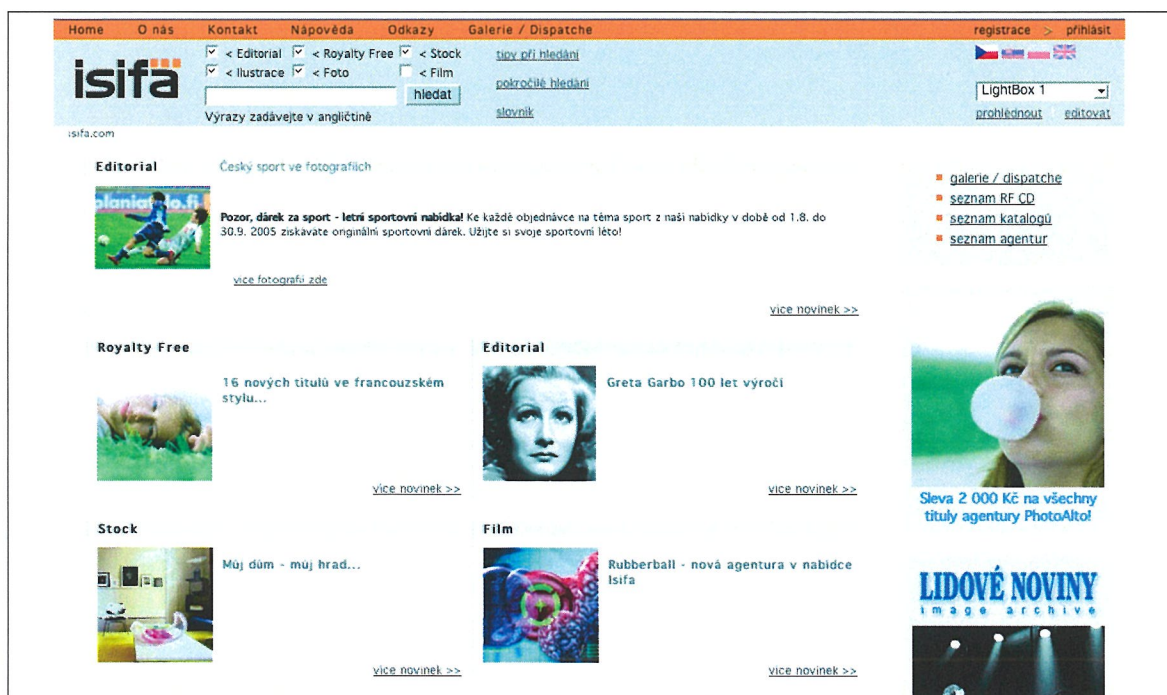 Home O nás Kontakt Nápověda Odkazy Galerie / Dispatche registrace > přihlásit
isifa
< Editorial < Royalty Free < Stock
< Ilustrace < Foto < Film
hledat
Výrazy zadávejte v angličtině
tipy při hledání
pokročilé hledání
slovník
LightBox 1
prohlédnout editovat
isifa.com
Editorial
Český sport ve fotografiích
planiatalo.fi
Pozor, dárek za sport - letní sportovní nabídka! Ke každé objednávce na téma sport z naší nabídky v době od 1.8. do
30.9. 2005 získáváte originální sportovní dárek. Užijte si svoje sportovní léto!
více fotografií zde
více novinek >>
galerie / dispatche
seznam RF CD
seznam katalogů
seznam agentur
Royalty Free
16 nových titulů ve francouzském
stylu...
více novinek >>
Editorial
Greta Garbo 100 let výročí
více novinek >>
Sleva 2 000 Kč na všechny
tituly agentury PhotoAlto!
Stock
Můj dům - můj hrad...
více novinek >>
Film
Rubberball - nová agentura v nabídce
Isifa
více novinek >>
LIDOVÉ NOVINY
image archive